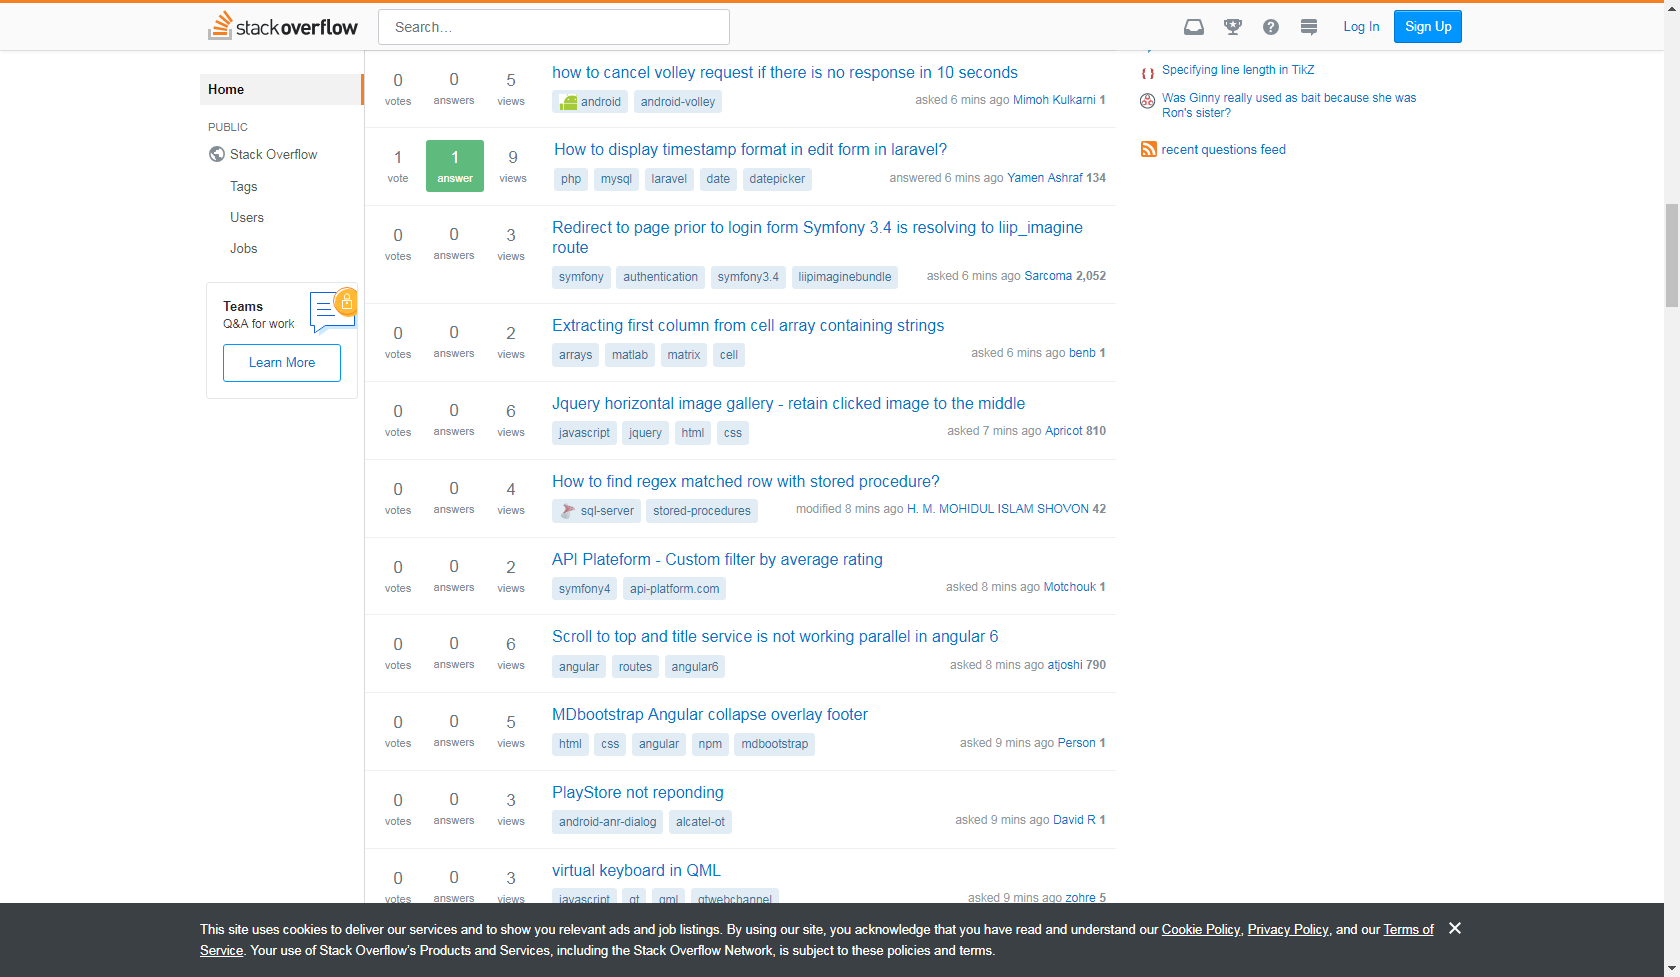 stackoverflow
Search…
Log In
Sign Up
Home
PUBLIC
Stack Overflow
Tags
Users
Jobs
Teams
Q&A for work
Learn More
0 votes 0 answers 5 views
how to cancel volley request if there is no response in 10 seconds
android android-volley
asked 6 mins ago Mimoh Kulkarni 1
1 vote 1 answer 9 views
How to display timestamp format in edit form in laravel?
php mysql laravel date datepicker
answered 6 mins ago Yamen Ashraf 134
0 votes 0 answers 3 views
Redirect to page prior to login form Symfony 3.4 is resolving to liip_imagine
route
symfony authentication symfony3.4 liipimaginebundle
asked 6 mins ago Sarcoma 2,052
0 votes 0 answers 2 views
Extracting first column from cell array containing strings
arrays matlab matrix cell
asked 6 mins ago benb 1
0 votes 0 answers 6 views
Jquery horizontal image gallery - retain clicked image to the middle
javascript jquery html css
asked 7 mins ago Apricot 810
0 votes 0 answers 4 views
How to find regex matched row with stored procedure?
sql-server stored-procedures
modified 8 mins ago H. M. MOHIDUL ISLAM SHOVON 42
0 votes 0 answers 2 views
API Plateform - Custom filter by average rating
symfony4 api-platform.com
asked 8 mins ago Motchouk 1
0 votes 0 answers 6 views
Scroll to top and title service is not working parallel in angular 6
angular routes angular6
asked 8 mins ago atjoshi 790
0 votes 0 answers 5 views
MDbootstrap Angular collapse overlay footer
html css angular npm mdbootstrap
asked 9 mins ago Person 1
0 votes 0 answers 3 views
PlayStore not reponding
android-anr-dialog alcatel-ot
asked 9 mins ago David R 1
0 votes 0 answers 3 views
virtual keyboard in QML
javascript qt qml qtwebchannel
asked 9 mins ago zohre 5
Specifying line length in TikZ
Was Ginny really used as bait because she was
Ron's sister?
recent questions feed
This site uses cookies to deliver our services and to show you relevant ads and job listings. By using our site, you acknowledge that you have read and understand our Cookie Policy, Privacy Policy, and our Terms of
Service. Your use of Stack Overflow's Products and Services, including the Stack Overflow Network, is subject to these policies and terms.